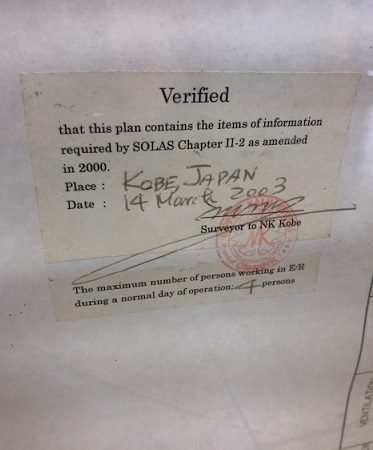 Verified
that this plan contains the items of information
required by SOLAS Chapter II-2 as amended
in 2000.
Place : KOBE, JAPAN
Date : 14 March 2003
Surveyor to NK Kobe
NK
The maximum number of persons working in E/R
during a normal day of operation: 4 persons
VENTILATIO